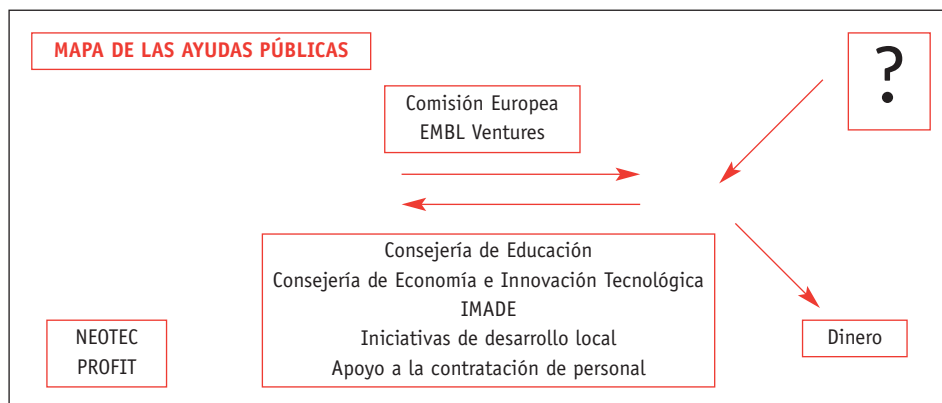 MAPA DE LAS AYUDAS PÚBLICAS
?
Comisión Europea
EMBL Ventures
Consejería de Educación
Consejería de Economía e Innovación Tecnológica
IMADE
Iniciativas de desarrollo local
Apoyo a la contratación de personal
NEOTEC
PROFIT
Dinero